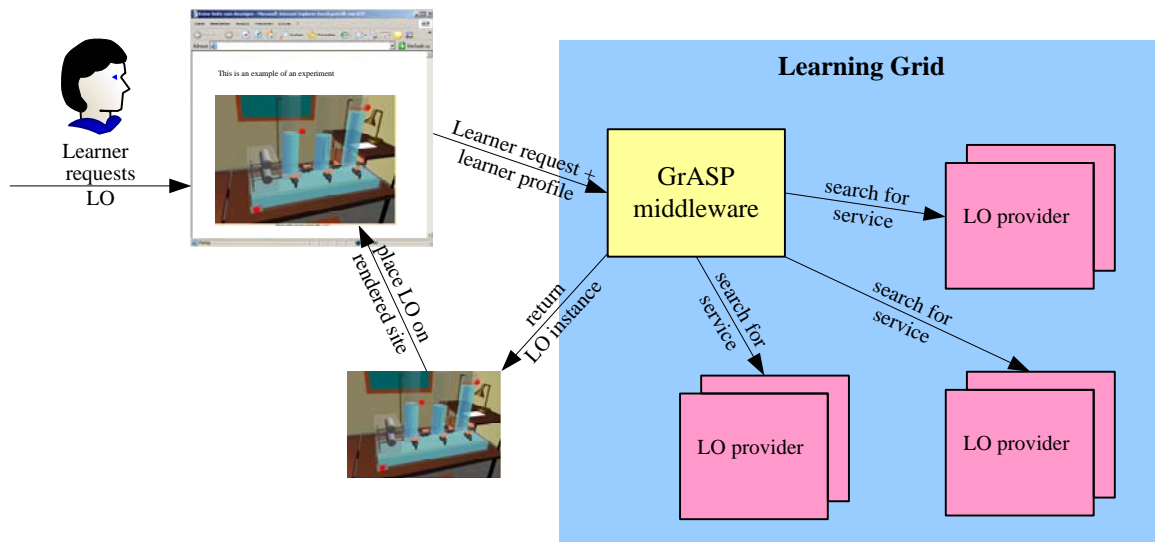 This is an example of an experiment
Learning Grid
Learner
requests
LO
Learner request +
learner profile
GrASP
middleware
search for
service
LO provider
place LO on
rendered site
return
LO instance
search for
service
search for
service
LO provider
LO provider